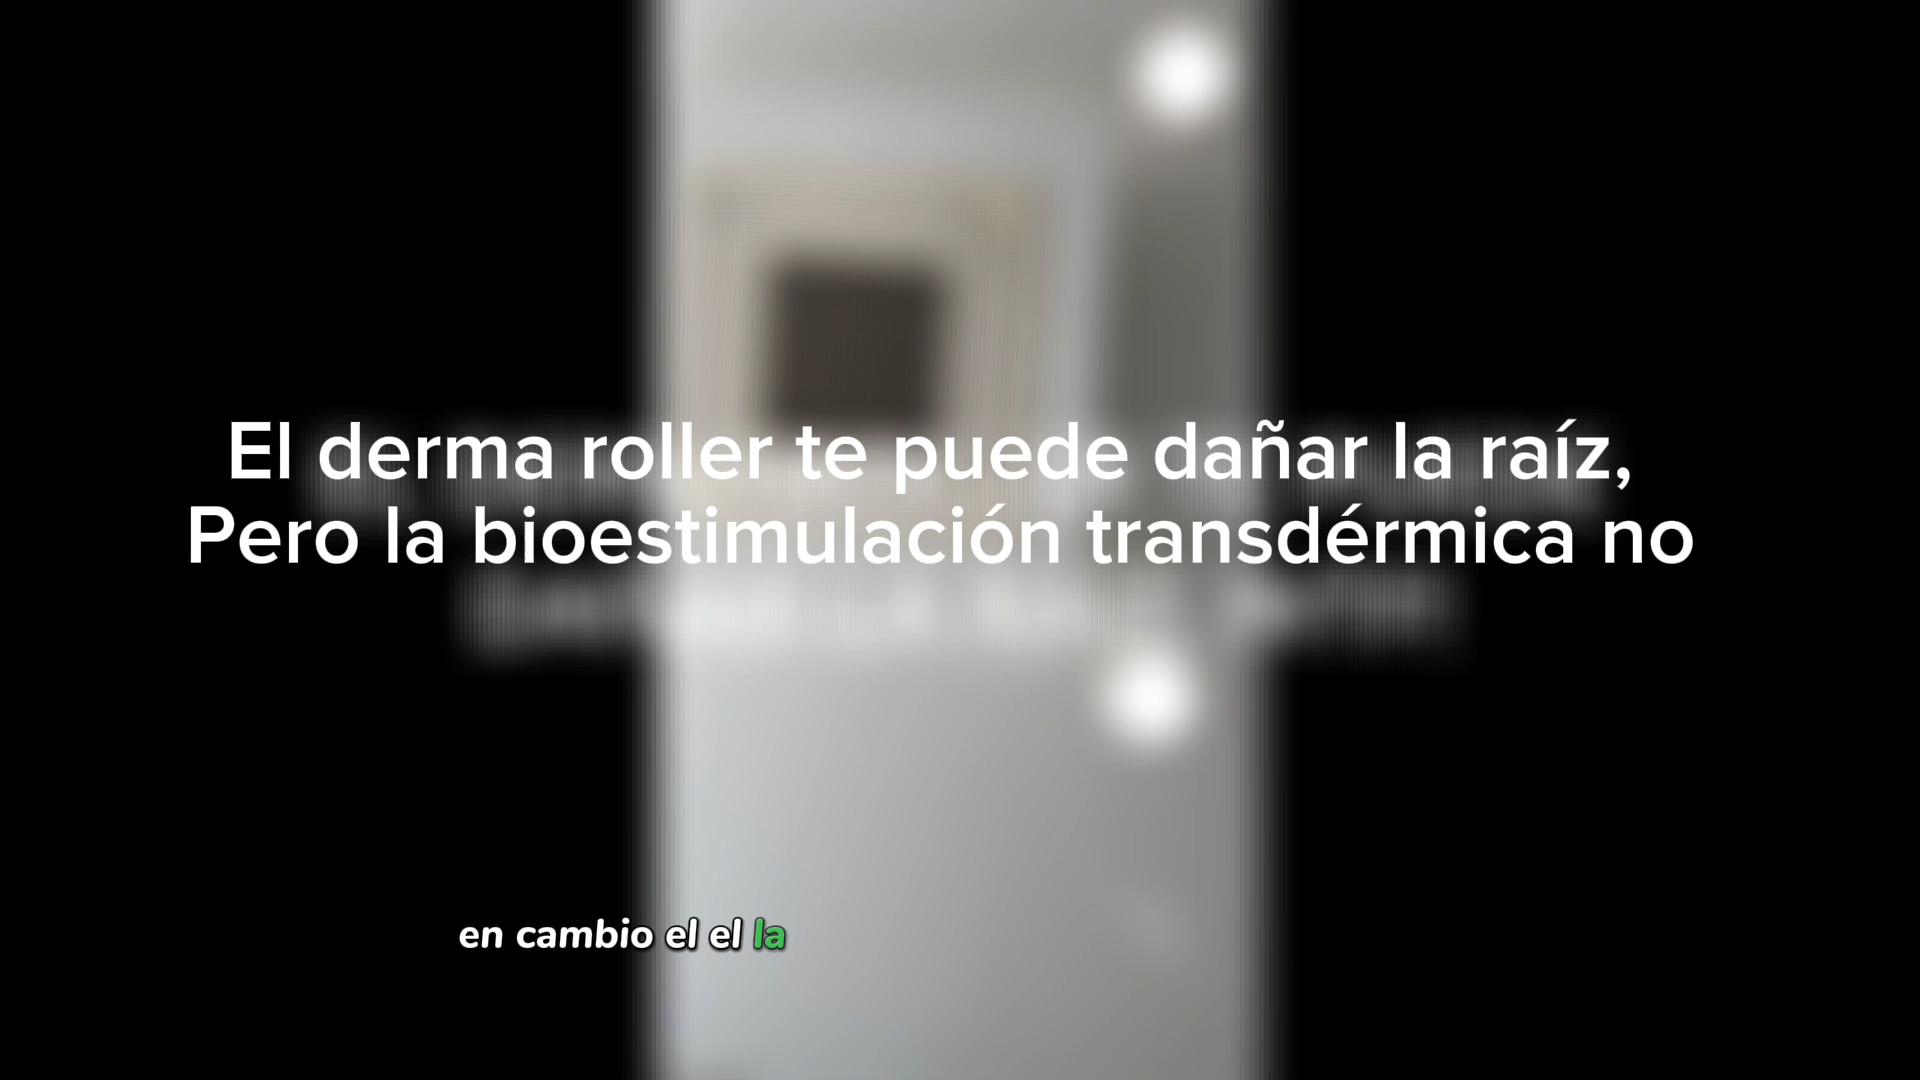 El derma roller te puede dañar la raíz,
Pero la bioestimulación transdérmica no
en cambio el el la